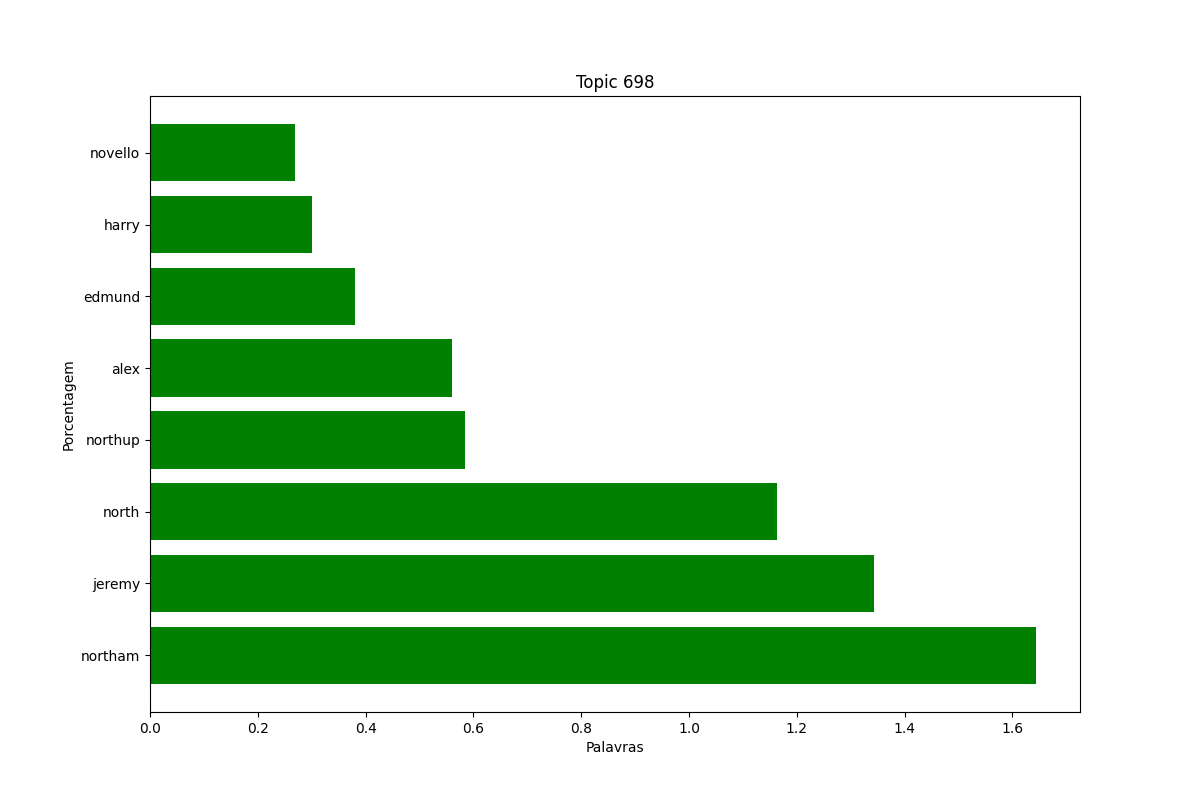 Topic 698
novello
harry
edmund
alex
northup
north
jeremy
northam
Porcentagem
0.0 0.2 0.4 0.6 0.8 1.0 1.2 1.4 1.6
Palavras